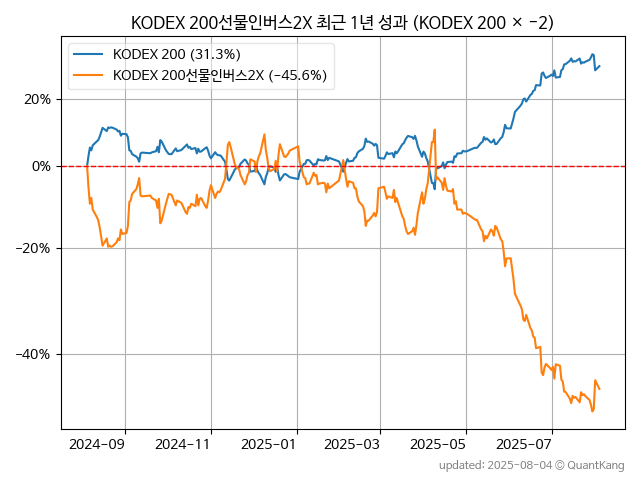 KODEX 200선물인버스2X 최근 1년 성과 (KODEX 200 × -2)
KODEX 200 (31.3%)
KODEX 200선물인버스2X (-45.6%)
20%
0%
-20%
-40%
2024-09 2024-11 2025-01 2025-03 2025-05 2025-07
updated: 2025-08-04 © QuantKang